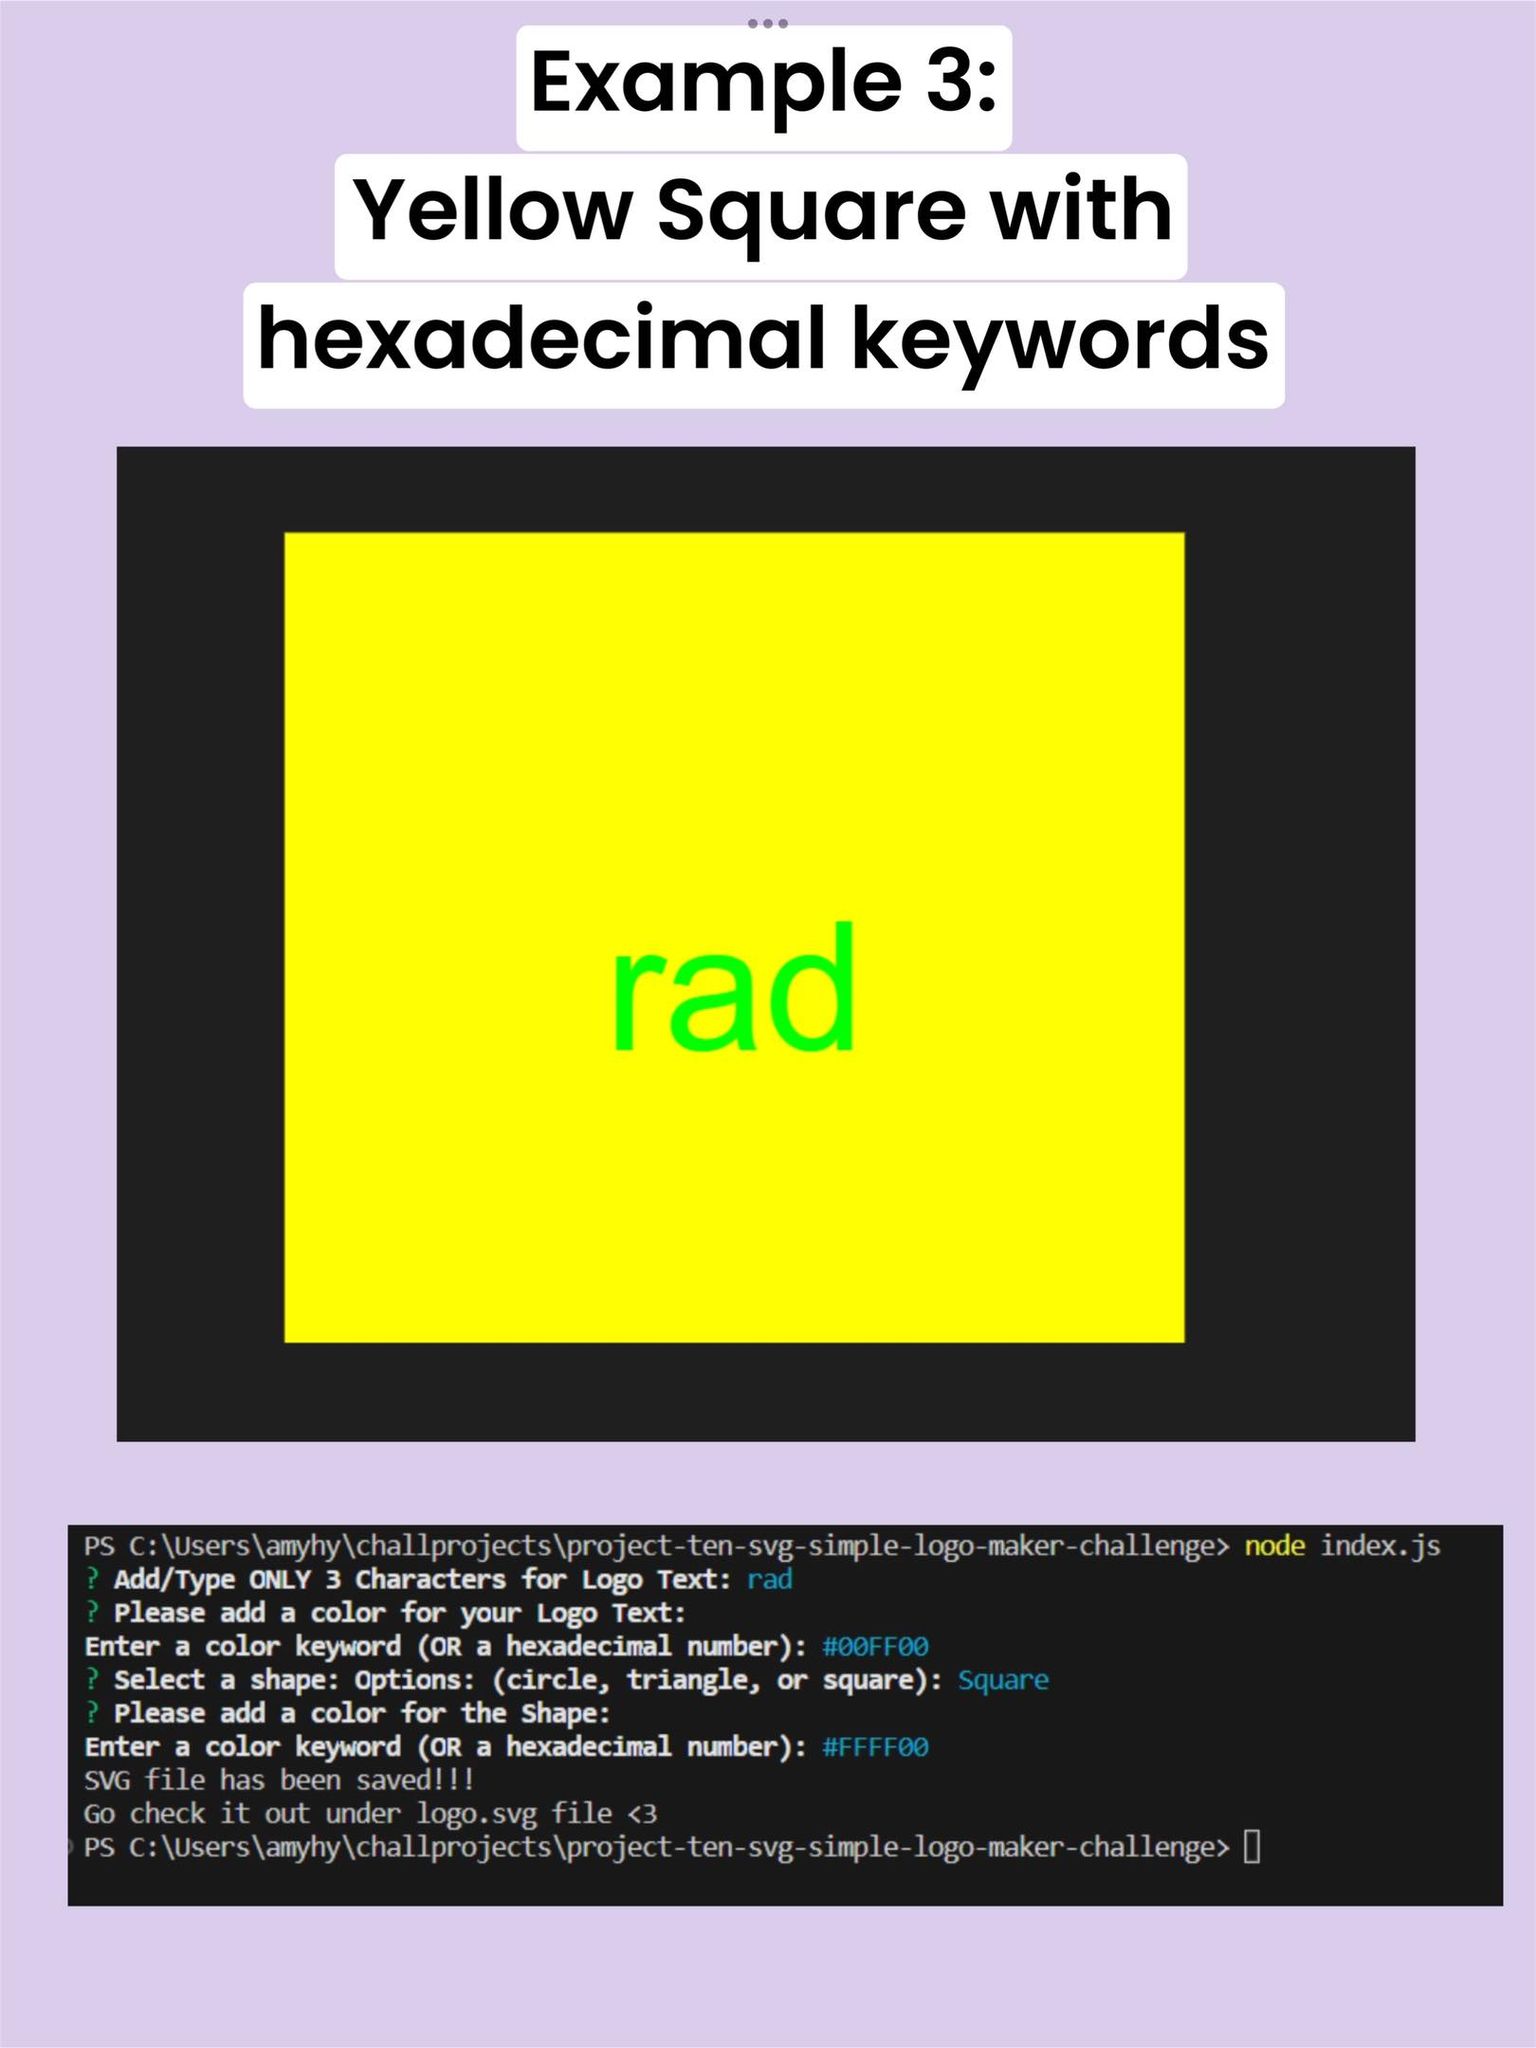 Example 3:
Yellow Square with
hexadecimal keywords
rad
PS C:\Users\amyhy\challprojects\project-ten-svg-simple-logo-maker-challenge> node index.js
? Add/Type ONLY 3 Characters for Logo Text: rad
? Please add a color for your Logo Text:
Enter a color keyword (OR a hexadecimal number): #00FF00
? Select a shape: Options: (circle, triangle, or square): Square
? Please add a color for the Shape:
Enter a color keyword (OR a hexadecimal number): #FFFF00
SVG file has been saved!!!
Go check it out under logo.svg file <3
PS C:\Users\amyhy\challprojects\project-ten-svg-simple-logo-maker-challenge>